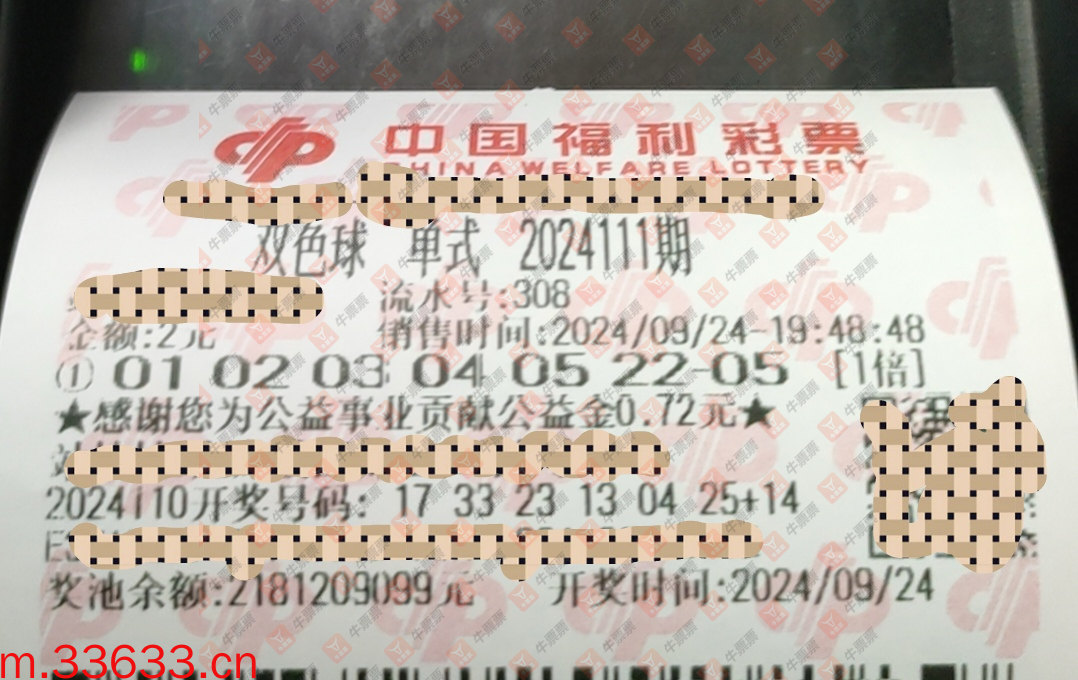 中国福利彩票
CHINA WELFARE LOTTERY
双色球 单式 2024111期
流水号:308
金额:2元 销售时间:2024/09/24-19:48:48
① 01 02 03 04 05 22-05 [1倍]
★感谢您为公益事业贡献公益金0.72元★
2024110开奖号码: 17 33 23 13 04 25+14
奖池余额:2181209099元 开奖时间:2024/09/24
m.33633.cn
牛票票